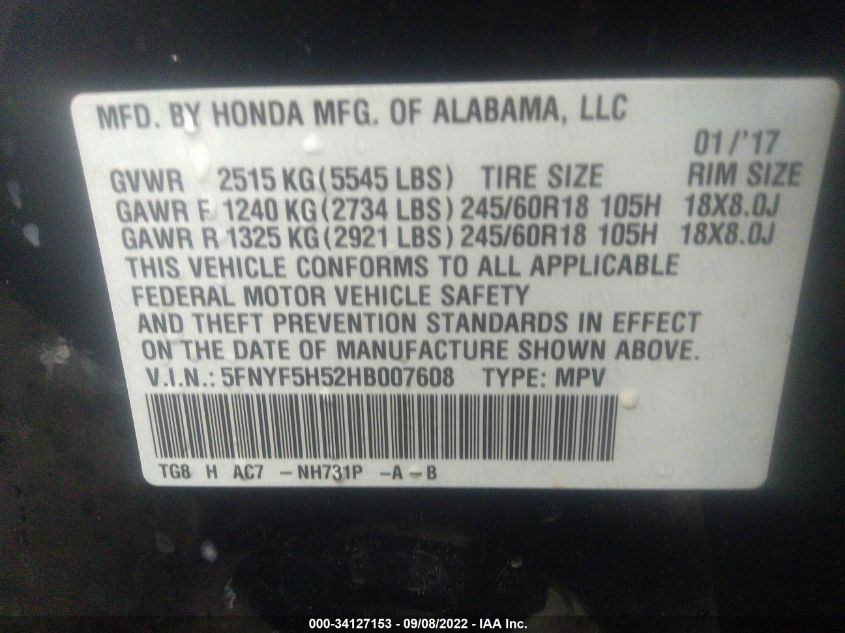 MFD. BY HONDA MFG. OF ALABAMA, LLC
01/'17
GVWR 2515 KG(5545 LBS) TIRE SIZE RIM SIZE
GAWR F 1240 KG(2734 LBS) 245/60R18 105H 18X8.0J
GAWR R 1325 KG(2921 LBS) 245/60R18 105H 18X8.0J
THIS VEHICLE CONFORMS TO ALL APPLICABLE
FEDERAL MOTOR VEHICLE SAFETY
AND THEFT PREVENTION STANDARDS IN EFFECT
ON THE DATE OF MANUFACTURE SHOWN ABOVE.
V.I.N.: 5FNYF5H52HB007608 TYPE: MPV
TG8 H AC7 -NH731P -A-B
000-34127153 - 09/08/2022 - IAA Inc.